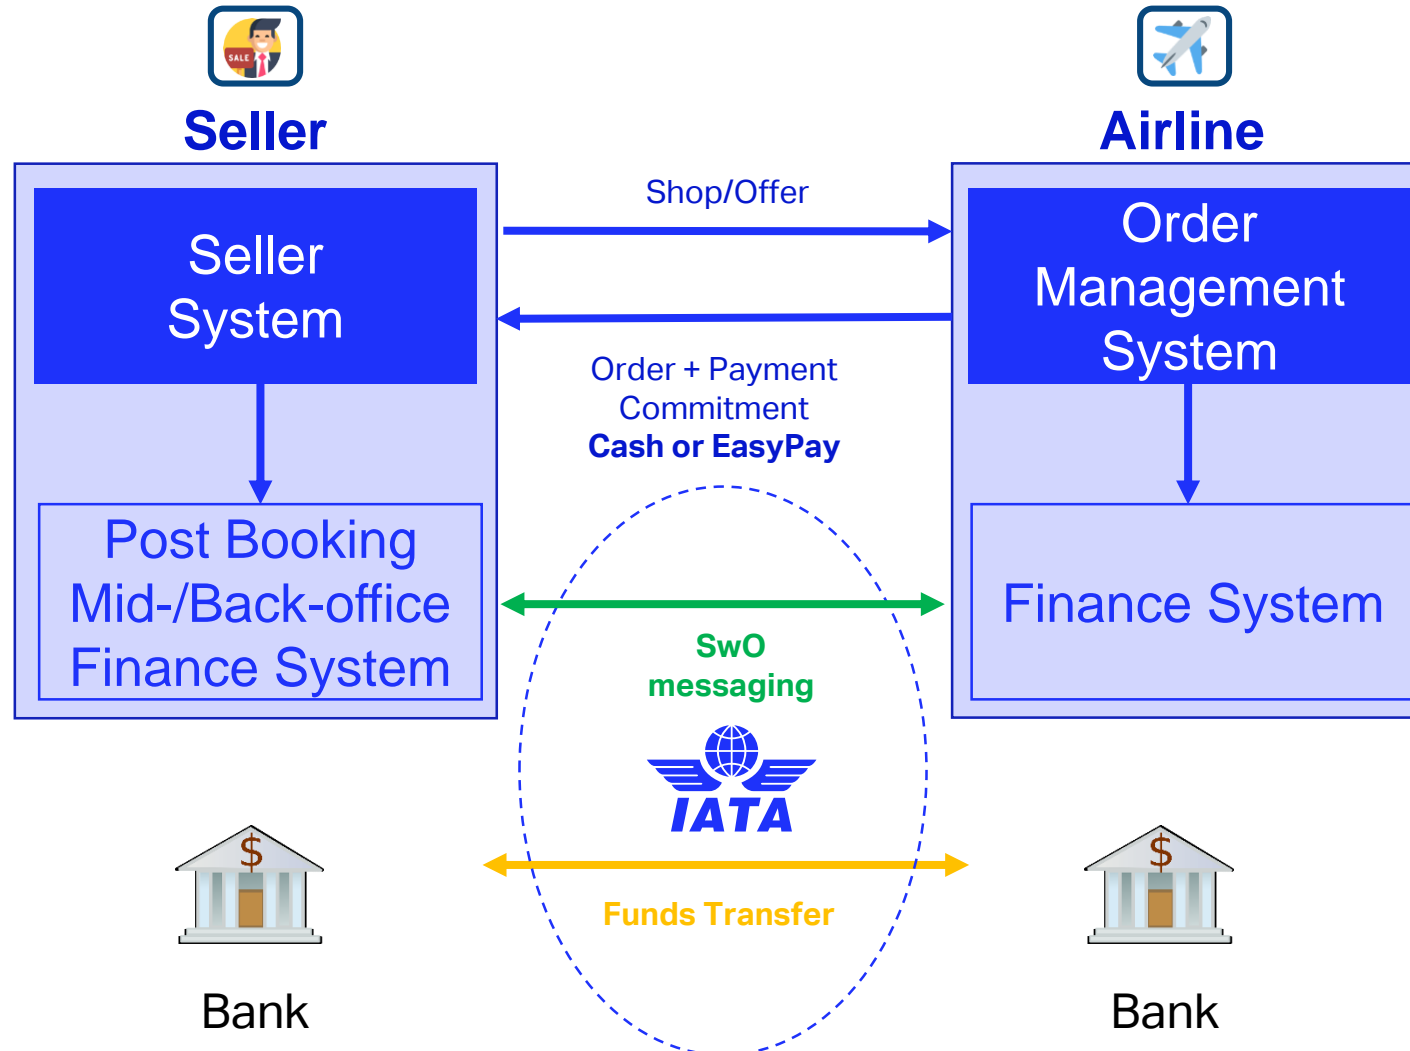 SALE
Seller
Airline
Seller
System
Shop/Offer
Order
Management
System
Order + Payment
Commitment
Cash or EasyPay
Post Booking
Mid-/Back-office
Finance System
Finance System
SwO
messaging
IATA
$
$
Funds Transfer
Bank
Bank